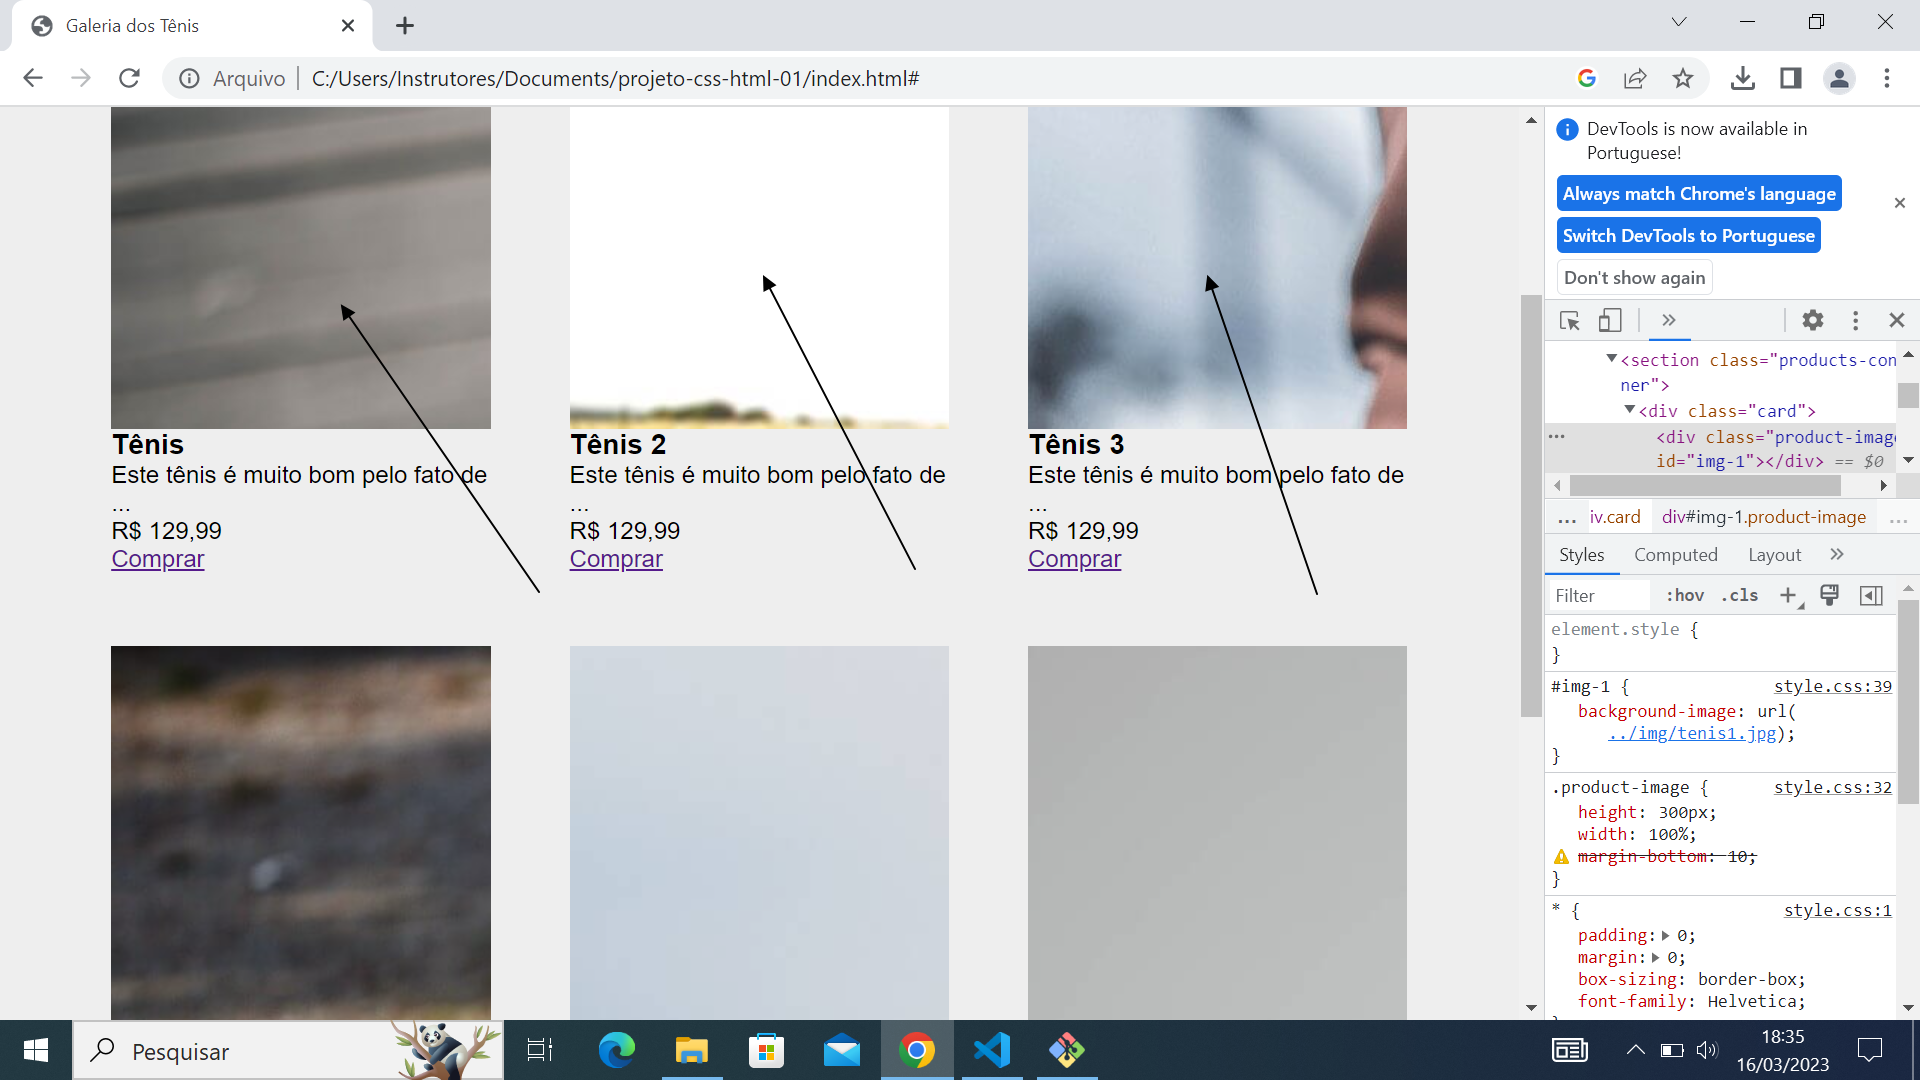 Galeria dos Tênis
Arquivo
C:/Users/Instrutores/Documents/projeto-css-html-01/index.html#
Tênis
Este tênis é muito bom pelo fato de
...
R$ 129,99
Comprar
Tênis 2
Este tênis é muito bom pelo fato de
...
R$ 129,99
Comprar
Tênis 3
Este tênis é muito bom pelo fato de
...
R$ 129,99
Comprar
DevTools is now available in
Portuguese!
Always match Chrome's language
Switch DevTools to Portuguese
Don't show again
<section class="products-con
ner">
<div class="card">
... <div class="product-imag
id="img-1"></div> == $0
... iv.card div#img-1.product-image ...
Styles Computed Layout
Filter :hov .cls
element.style {
}
#img-1 { style.css:39
background-image: url(
../img/tenis1.jpg);
}
.product-image { style.css:32
height: 300px;
width: 100%;
margin-bottom: 10;
}
* { style.css:1
padding: 0;
margin: 0;
box-sizing: border-box;
font-family: Helvetica;
Pesquisar
18:35
16/03/2023